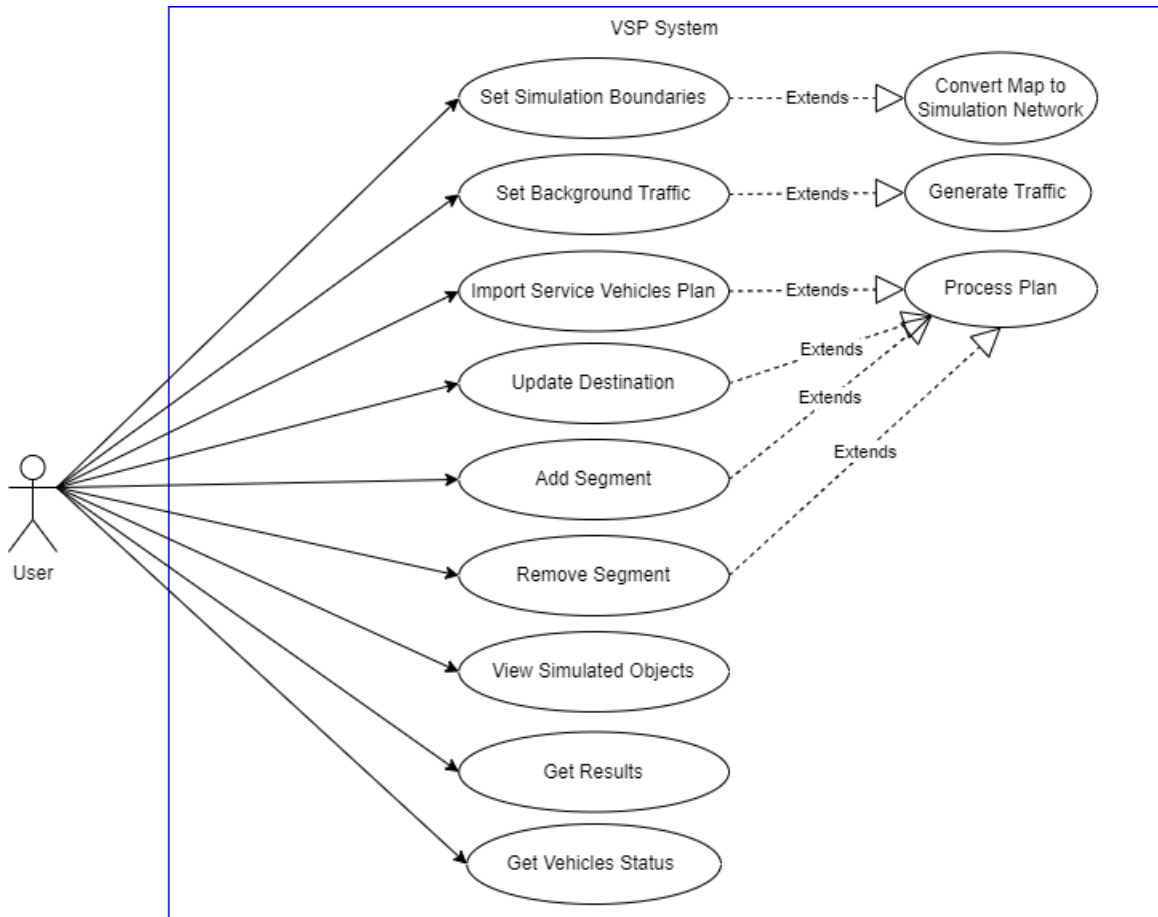 VSP System
Set Simulation Boundaries
Extends
Convert Map to
Simulation Network
Set Background Traffic
Extends
Generate Traffic
Import Service Vehicles Plan
Extends
Process Plan
Update Destination
Extends
Extends
Add Segment
Extends
Remove Segment
User
View Simulated Objects
Get Results
Get Vehicles Status